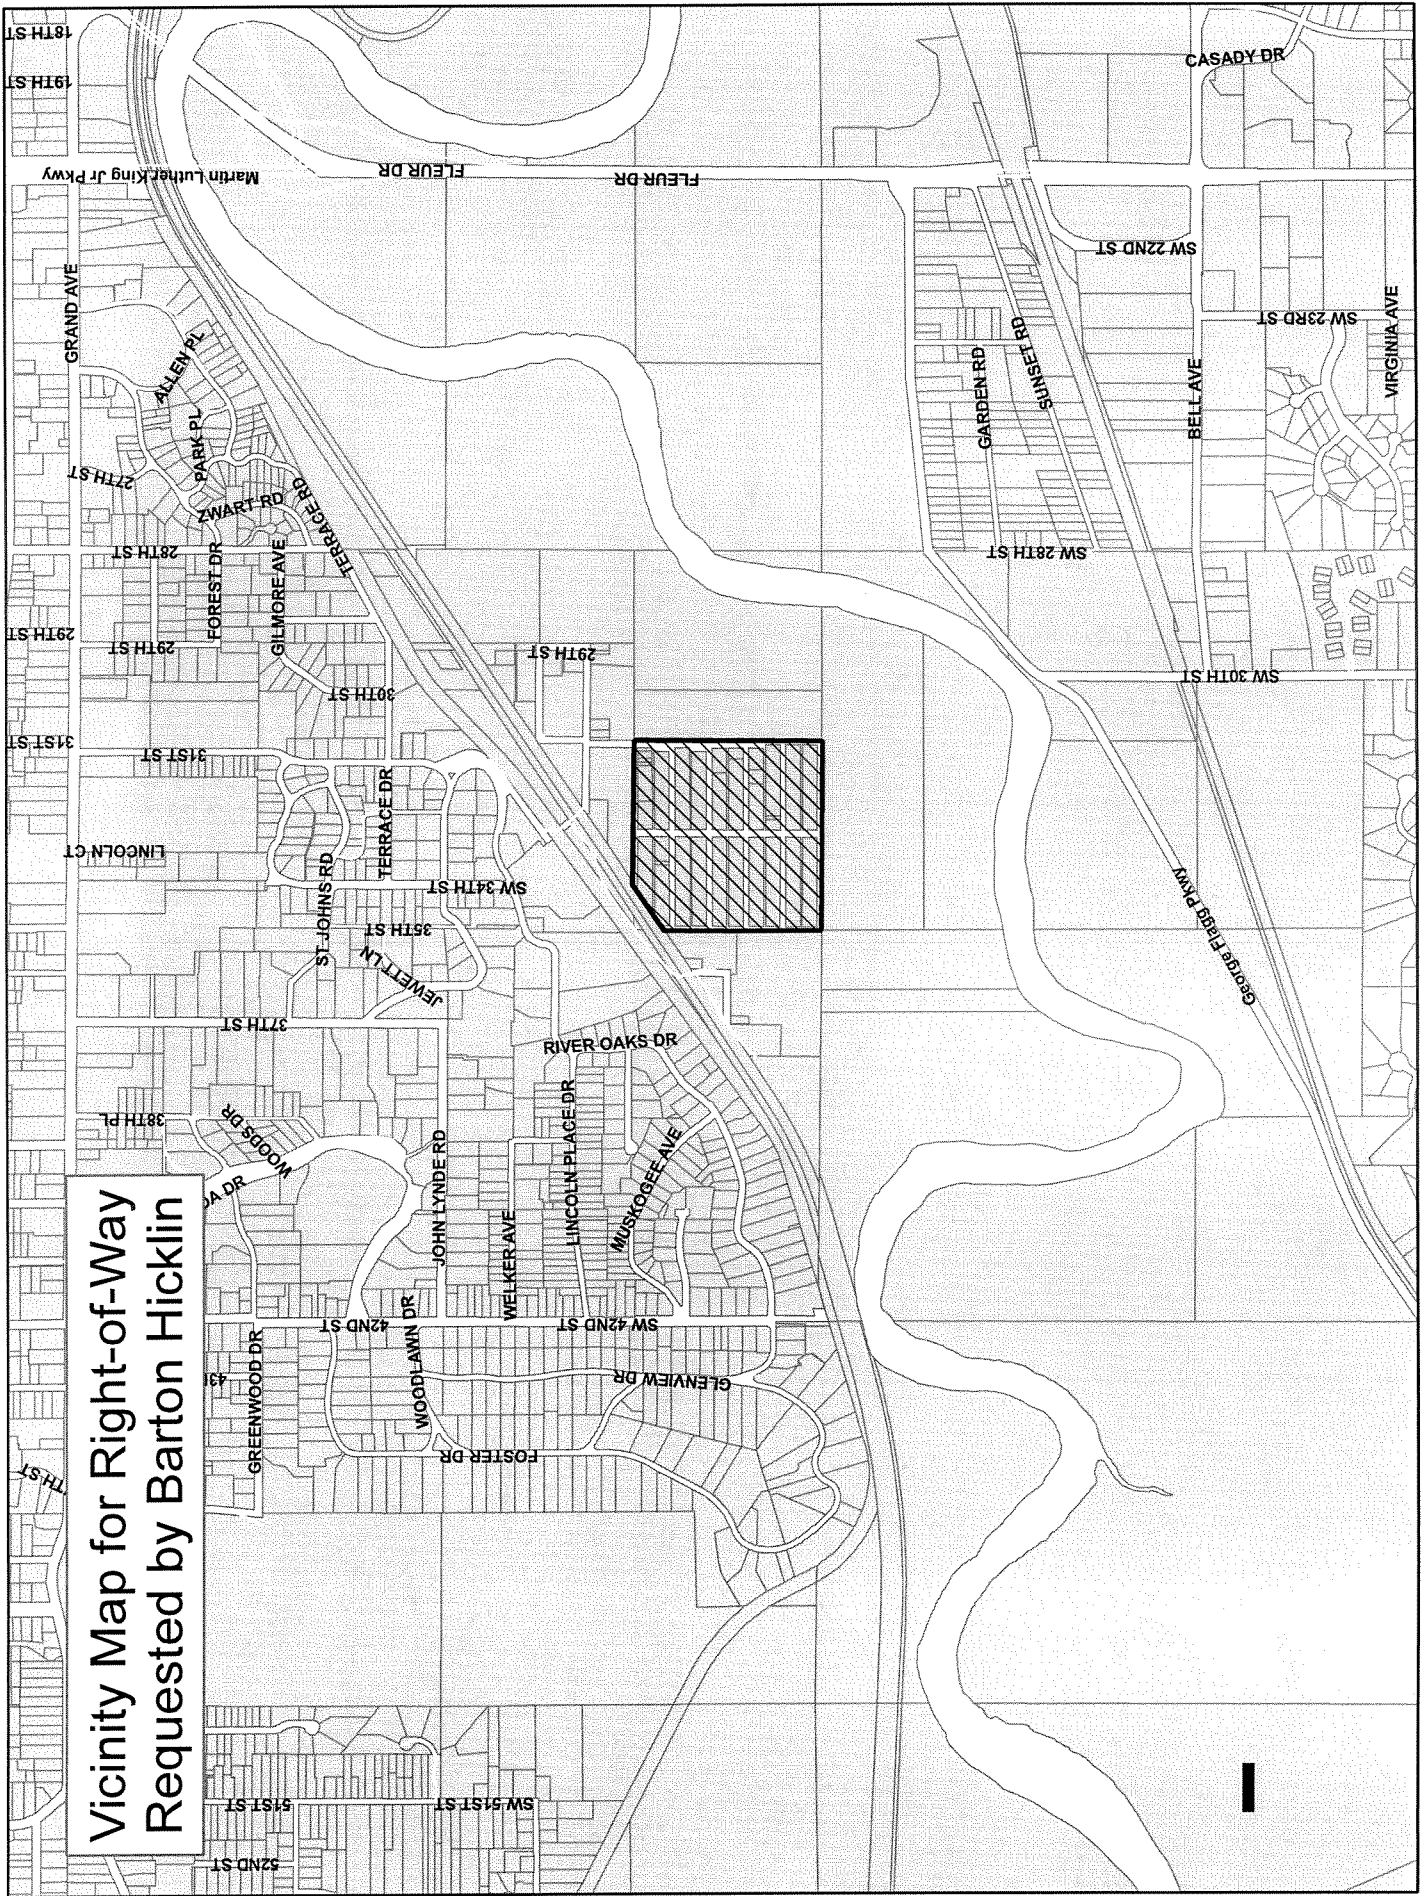 Vicinity Map for Right-of-Way
Requested by Barton Hicklin
18TH ST
19TH ST
Martin Luther King Jr Pkwy
GRAND AVE
FLEUR DR
FLEUR DR
CASADY DR
ALLEN PL
PARK PL
27TH ST
ZWART RD
TERRACE RD
28TH ST
FOREST DR
GILMORE AVE
29TH ST
29TH ST
29TH ST
30TH ST
31ST ST
31ST ST
TERRACE DR
LINCOLN CT
ST JOHNS RD
SW 34TH ST
35TH ST
JEWETT LN
37TH ST
38TH PL
WOODS DR
DA DR
JOHN LYNDE RD
RIVER OAKS DR
LINCOLN PLACE DR
MUSKOGEE AVE
WELKER AVE
WOODLAWN DR
42ND ST
SW 42ND ST
GREENWOOD DR
43
GLENVIEW DR
FOSTER DR
TH ST
51ST ST
SW 51ST ST
52ND ST
SW 22ND ST
SW 23RD ST
VIRGINIA AVE
BELL AVE
GARDEN RD
SUNSET RD
SW 28TH ST
SW 30TH ST
George Flagg Pkwy